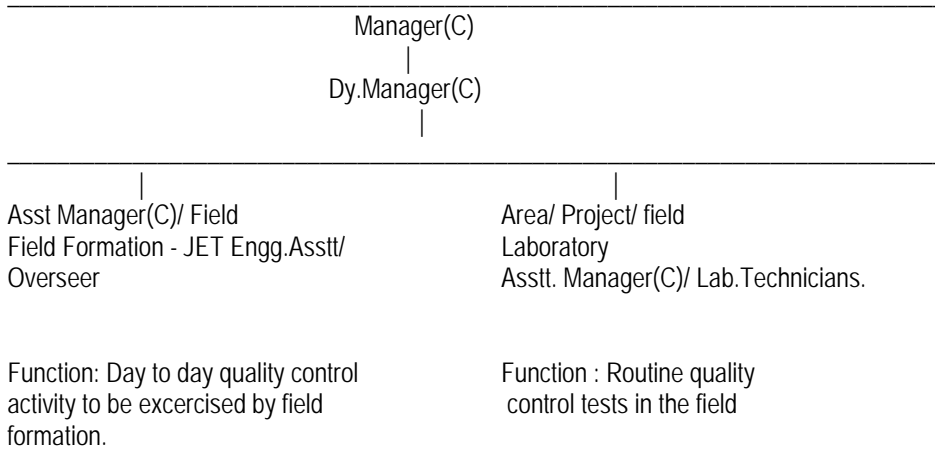 Manager(C)
Dy.Manager(C)
Asst Manager(C)/ Field
Field Formation - JET Engg.Asstt/
Overseer
Area/ Project/ field
Laboratory
Asstt. Manager(C)/ Lab.Technicians.
Function: Day to day quality control
activity to be excercised by field
formation.
Function : Routine quality
control tests in the field